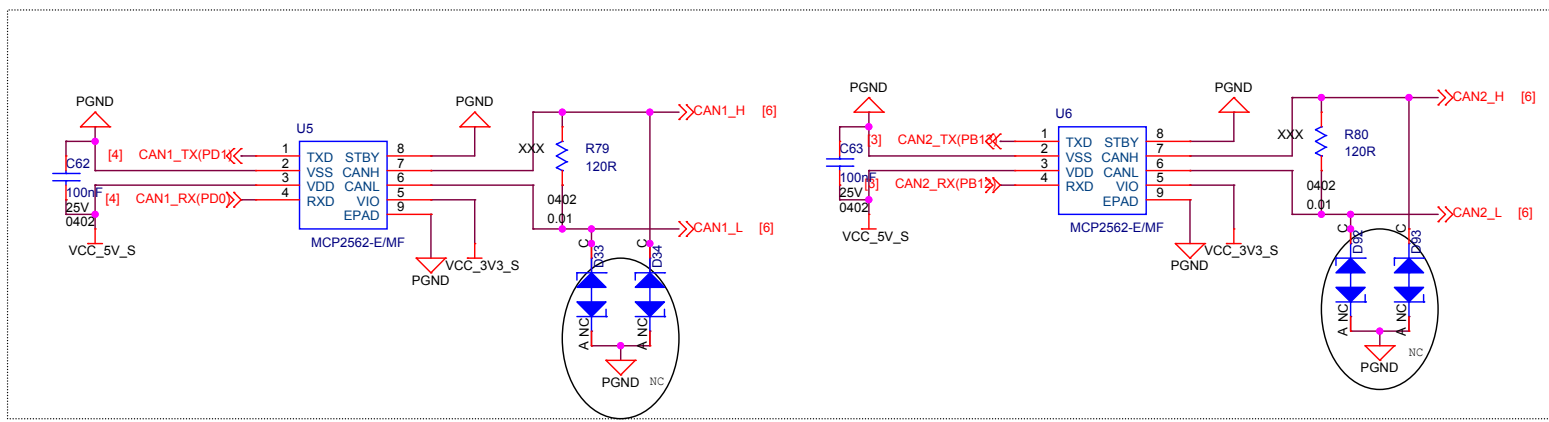 PGND
C62
100nF
25V
0402
VCC_5V_S
[4] CAN1_TX(PD1)
[4] CAN1_RX(PD0)
U5
1 TXD STBY 8
2 VSS CANH 7
3 VDD CANL 6
4 RXD VIO 5
EPAD 9
MCP2562-E/MF
PGND
PGND
VCC_3V3_S
XXX
R79
120R
0402
0.01
CAN1_H [6]
CAN1_L [6]
C
D33
C
D34
A NC
A NC
PGND
NC
PGND
C63
100nF
25V
0402
VCC_5V_S
[3] CAN2_TX(PB13)
[3] CAN2_RX(PB12)
U6
1 TXD STBY 8
2 VSS CANH 7
3 VDD CANL 6
4 RXD VIO 5
EPAD 9
MCP2562-E/MF
PGND
PGND
VCC_3V3_S
XXX
R80
120R
0402
0.01
CAN2_H [6]
CAN2_L [6]
C
D92
C
D93
A NC
A NC
PGND
NC